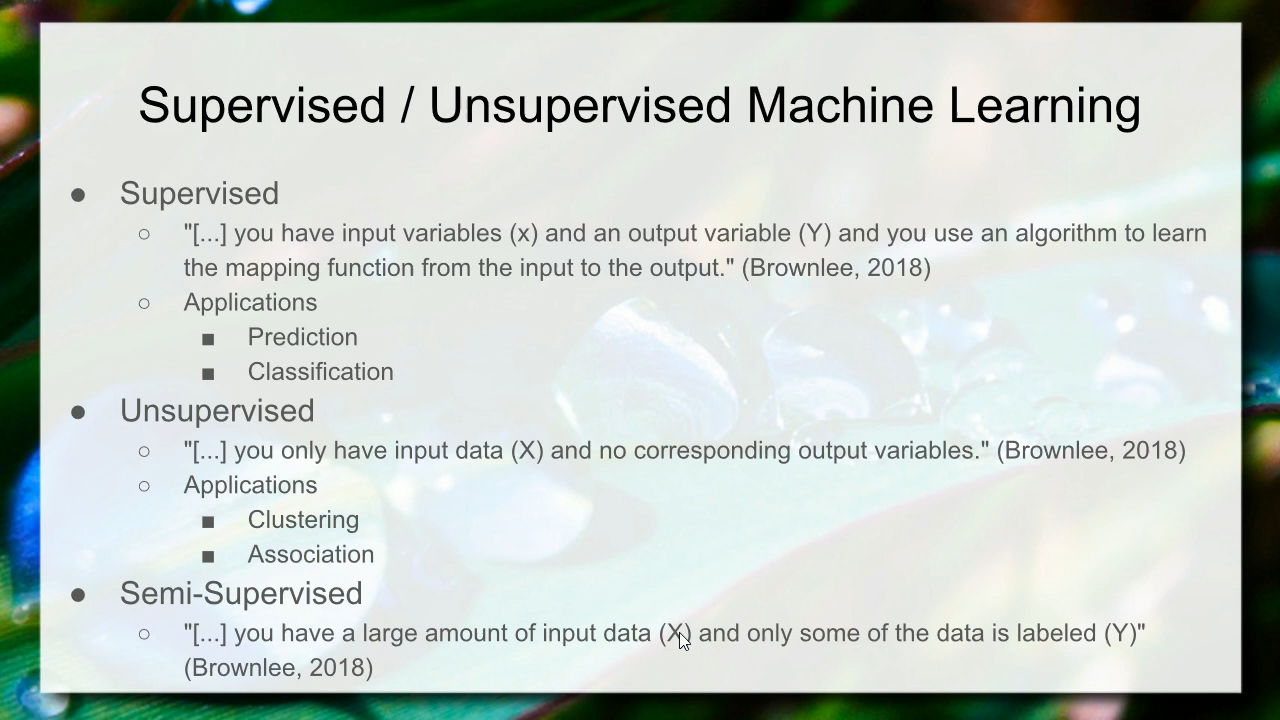 Supervised / Unsupervised Machine Learning
● Supervised
○ "[...] you have input variables (x) and an output variable (Y) and you use an algorithm to learn
the mapping function from the input to the output." (Brownlee, 2018)
○ Applications
■ Prediction
■ Classification
● Unsupervised
○ "[...] you only have input data (X) and no corresponding output variables." (Brownlee, 2018)
○ Applications
■ Clustering
■ Association
● Semi-Supervised
○ "[...] you have a large amount of input data (X) and only some of the data is labeled (Y)"
(Brownlee, 2018)